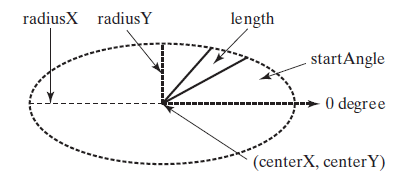 radiusX radiusY length
startAngle
0 degree
(centerX, centerY)